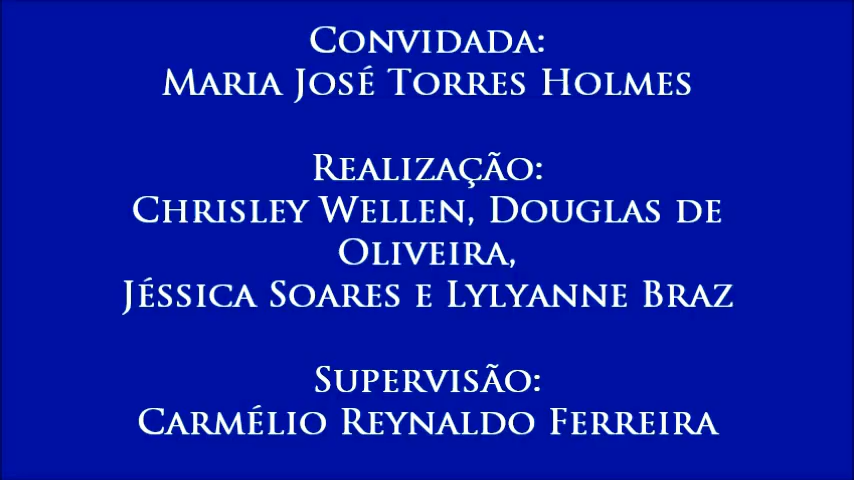 Convidada:
Maria José Torres Holmes
Realização:
Chrisley Wellen, Douglas de
Oliveira,
Jéssica Soares e Lylyanne Braz
Supervisão:
Carmélio Reynaldo Ferreira